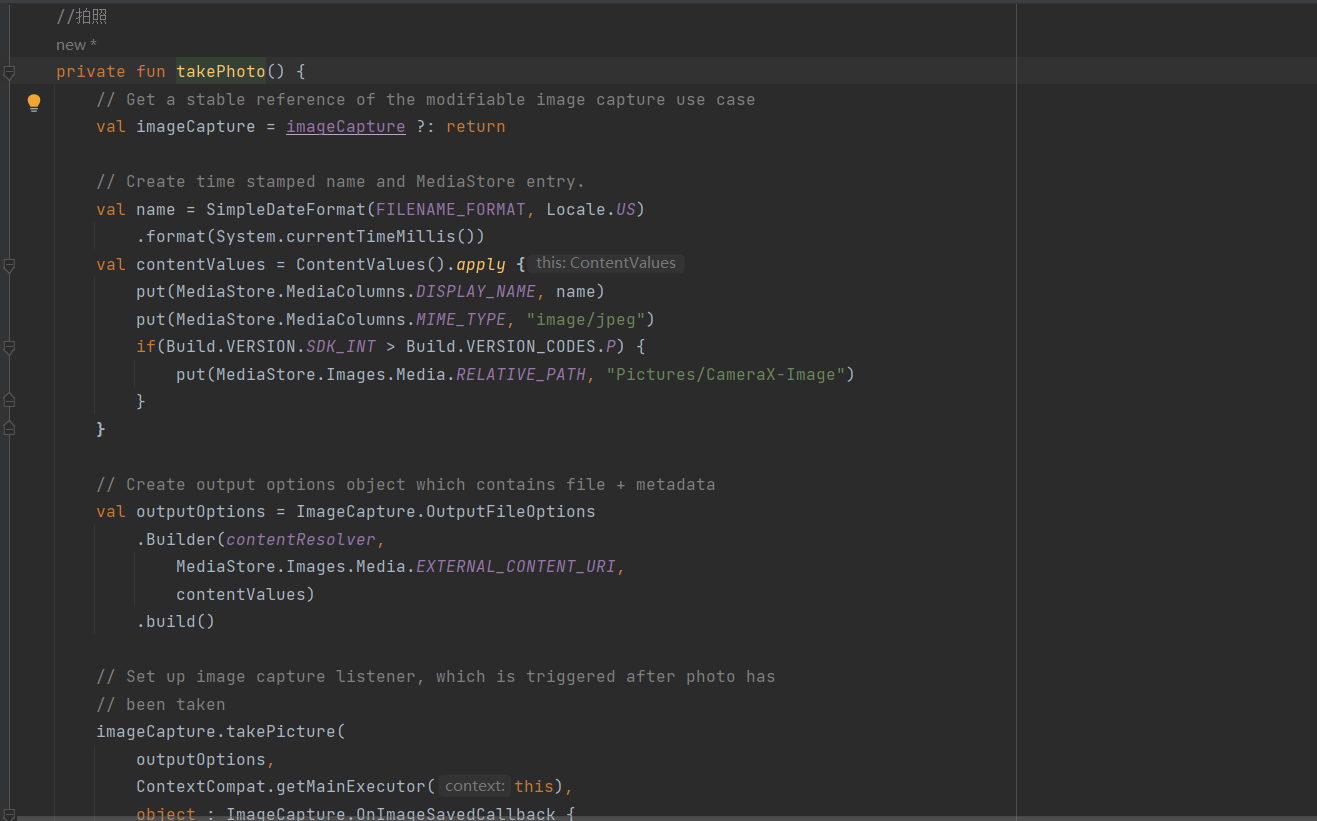 //拍照
new *
private fun takePhoto() {
// Get a stable reference of the modifiable image capture use case
val imageCapture = imageCapture ?: return
// Create time stamped name and MediaStore entry.
val name = SimpleDateFormat(FILENAME_FORMAT, Locale.US)
.format(System.currentTimeMillis())
val contentValues = ContentValues().apply { this: ContentValues
put(MediaStore.MediaColumns.DISPLAY_NAME, name)
put(MediaStore.MediaColumns.MIME_TYPE, "image/jpeg")
if(Build.VERSION.SDK_INT > Build.VERSION_CODES.P) {
put(MediaStore.Images.Media.RELATIVE_PATH, "Pictures/CameraX-Image")
}
}
// Create output options object which contains file + metadata
val outputOptions = ImageCapture.OutputFileOptions
.Builder(contentResolver,
MediaStore.Images.Media.EXTERNAL_CONTENT_URI,
contentValues)
.build()
// Set up image capture listener, which is triggered after photo has
// been taken
imageCapture.takePicture(
outputOptions,
ContextCompat.getMainExecutor( context: this),
object : ImageCapture.OnImageSavedCallback {